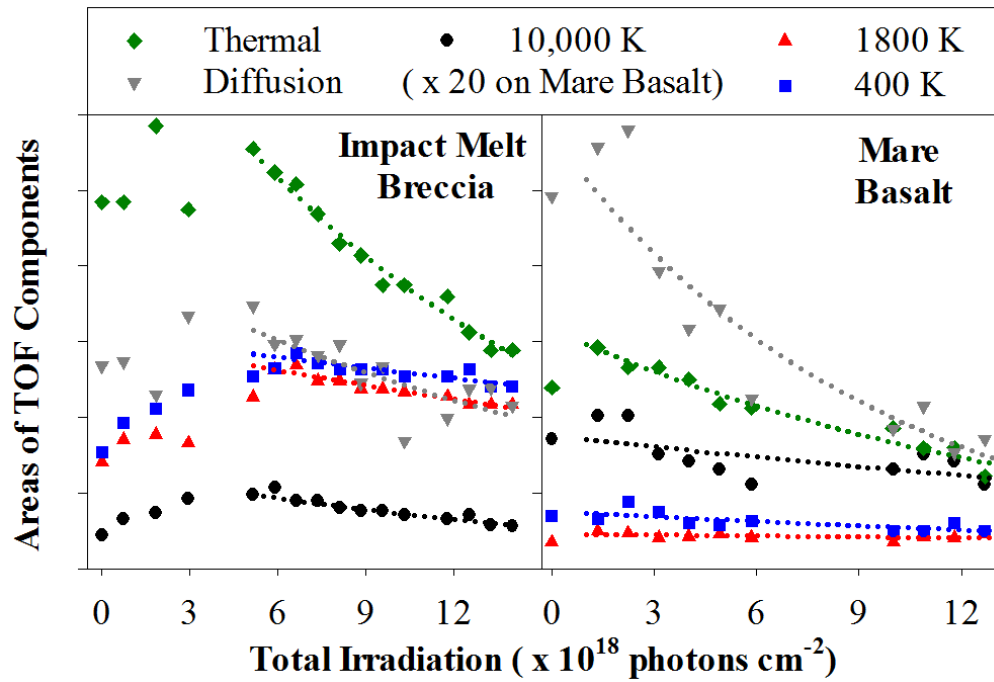 Thermal 10,000 K 1800 K
Diffusion ( x 20 on Mare Basalt) 400 K
Impact Melt
Breccia
Mare
Basalt
Areas of TOF Components
0 3 6 9 12 0 3 6 9 12
Total Irradiation ( x 10¹⁸ photons cm⁻²)